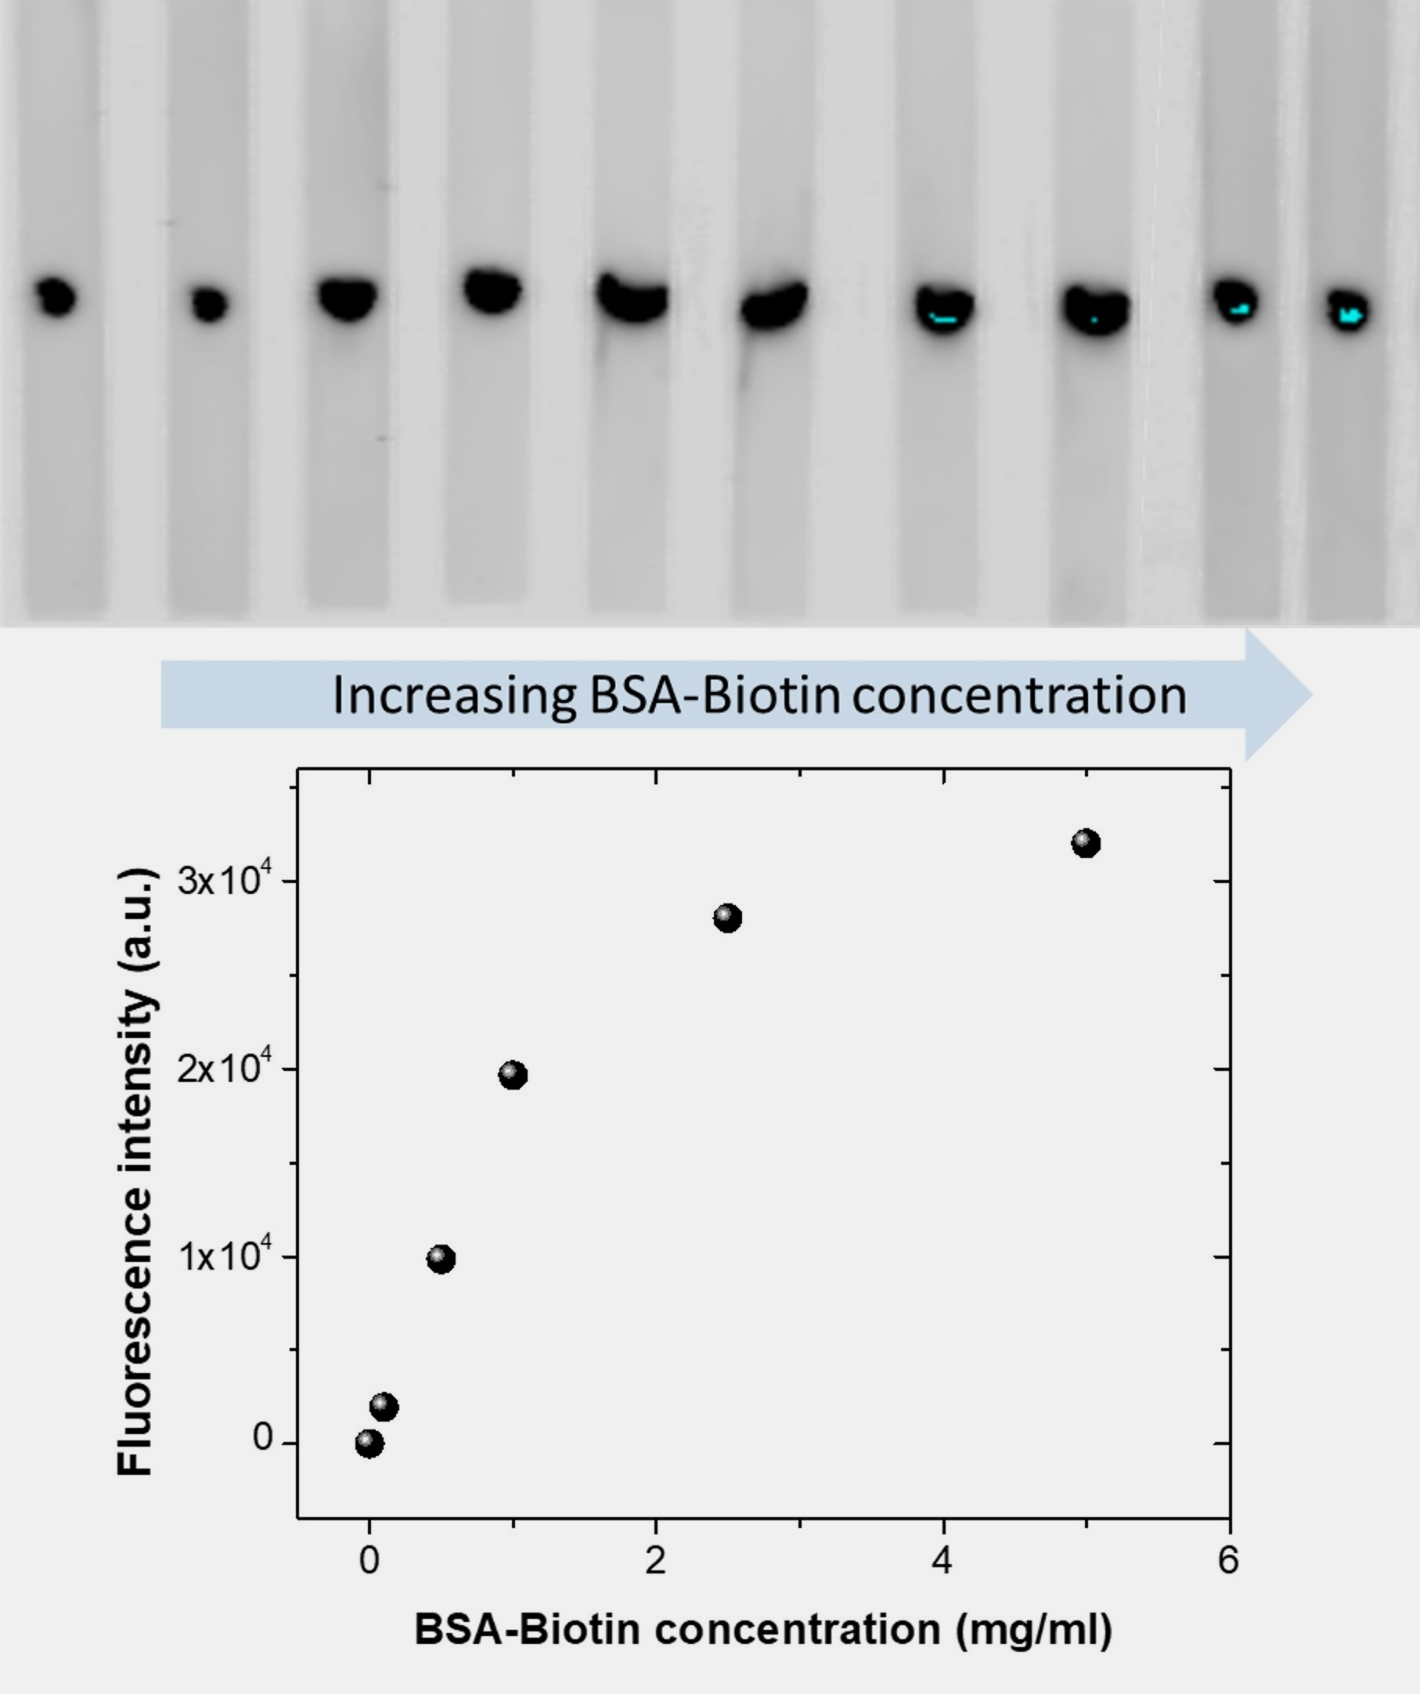 Increasing BSA-Biotin concentration
Fluorescence intensity (a.u.)
3x10⁴
2x10⁴
1x10⁴
0
0 2 4 6
BSA-Biotin concentration (mg/ml)